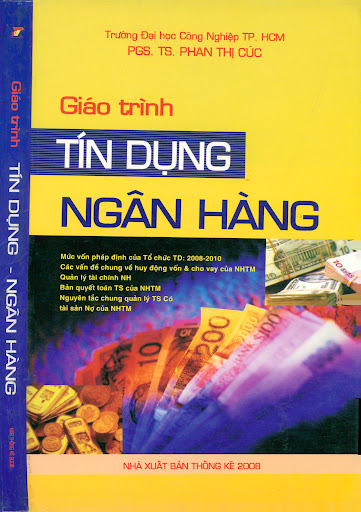 Trường Đại học Công Nghiệp TP. HCM
PGS. TS. PHAN THỊ CÚC
Giáo trình
TÍN DỤNG
NGÂN HÀNG
Mức vốn pháp định của Tổ chức TD: 2008-2010
Các vấn đề chung về huy động vốn & cho vay của NHTM
Quản lý tài chính NH
Bản quyết toán TS của NHTM
Nguyên tắc chung quản lý TS Có
tài sản Nợ của NHTM
NHÀ XUẤT BẢN THỐNG KÊ 2008
Giáo trình TÍN DỤNG - NGÂN HÀNG